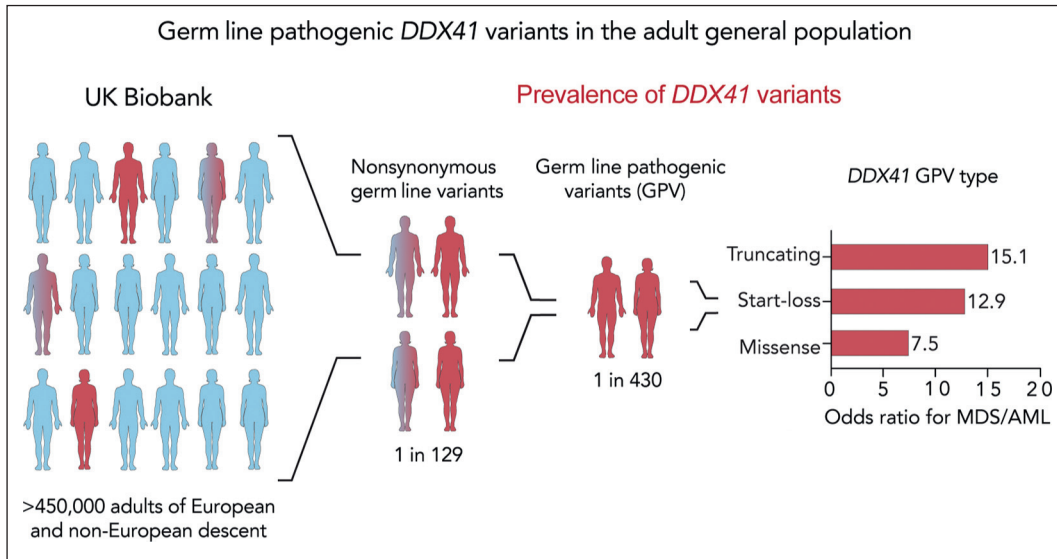 Germ line pathogenic DDX41 variants in the adult general population
UK Biobank
>450,000 adults of European
and non-European descent
Prevalence of DDX41 variants
Nonsynonymous
germ line variants
1 in 129
Germ line pathogenic
variants (GPV)
1 in 430
DDX41 GPV type
Truncating
15.1
Start-loss
12.9
Missense
7.5
0 5 10 15 20
Odds ratio for MDS/AML